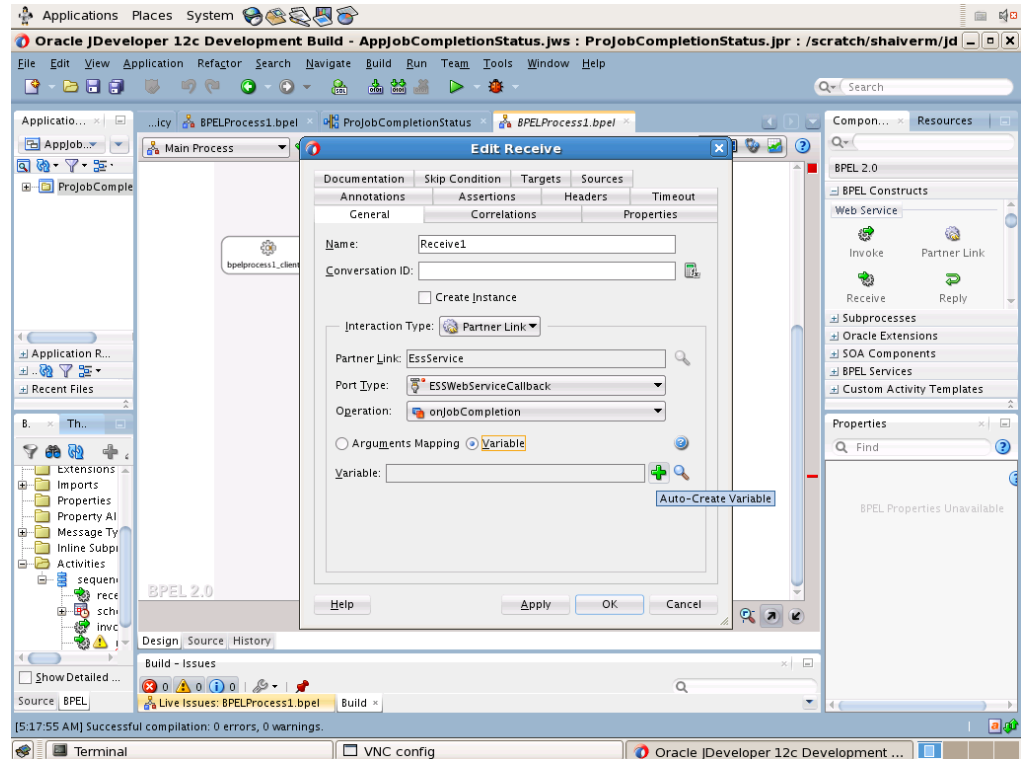 Applications Places System
Oracle JDeveloper 12c Development Build - AppJobCompletionStatus.jws : ProJobCompletionStatus.jpr : /scratch/shaiverm/jd
File Edit View Application Refactor Search Navigate Build Run Team Tools Window Help
Search
Applicatio...
...icy BPELProcess1.bpel ProJobCompletionStatus BPELProcess1.bpel
Compon... Resources
AppJob...
Main Process
Edit Receive
BPEL 2.0
ProJobComple
Documentation Skip Condition Targets Sources
Annotations Assertions Headers Timeout
General Correlations Properties
BPEL Constructs
Web Service
Invoke Partner Link
Receive Reply
bpelprocess1_client
Name: Receive1
Conversation ID:
Create Instance
Interaction Type: Partner Link
Partner Link: EssService
Port Type: ESSWebServiceCallback
Operation: onJobCompletion
Arguments Mapping Variable
Variable:
Auto-Create Variable
Help Apply OK Cancel
Subprocesses
Oracle Extensions
SOA Components
BPEL Services
Custom Activity Templates
Application R...
Recent Files
B. Th..
Properties
Find
BPEL Properties Unavailable
Extensions
Imports
Properties
Property Al
Message Ty
Inline Subp
Activities
sequen
rece
sch
invo
BPEL 2.0
Design Source History
Build - Issues
Show Detailed ...
0 0 0
Source BPEL
Live Issues: BPELProcess1.bpel Build
[5:17:55 AM] Successful compilation: 0 errors, 0 warnings.
Terminal VNC config Oracle JDeveloper 12c Development ...